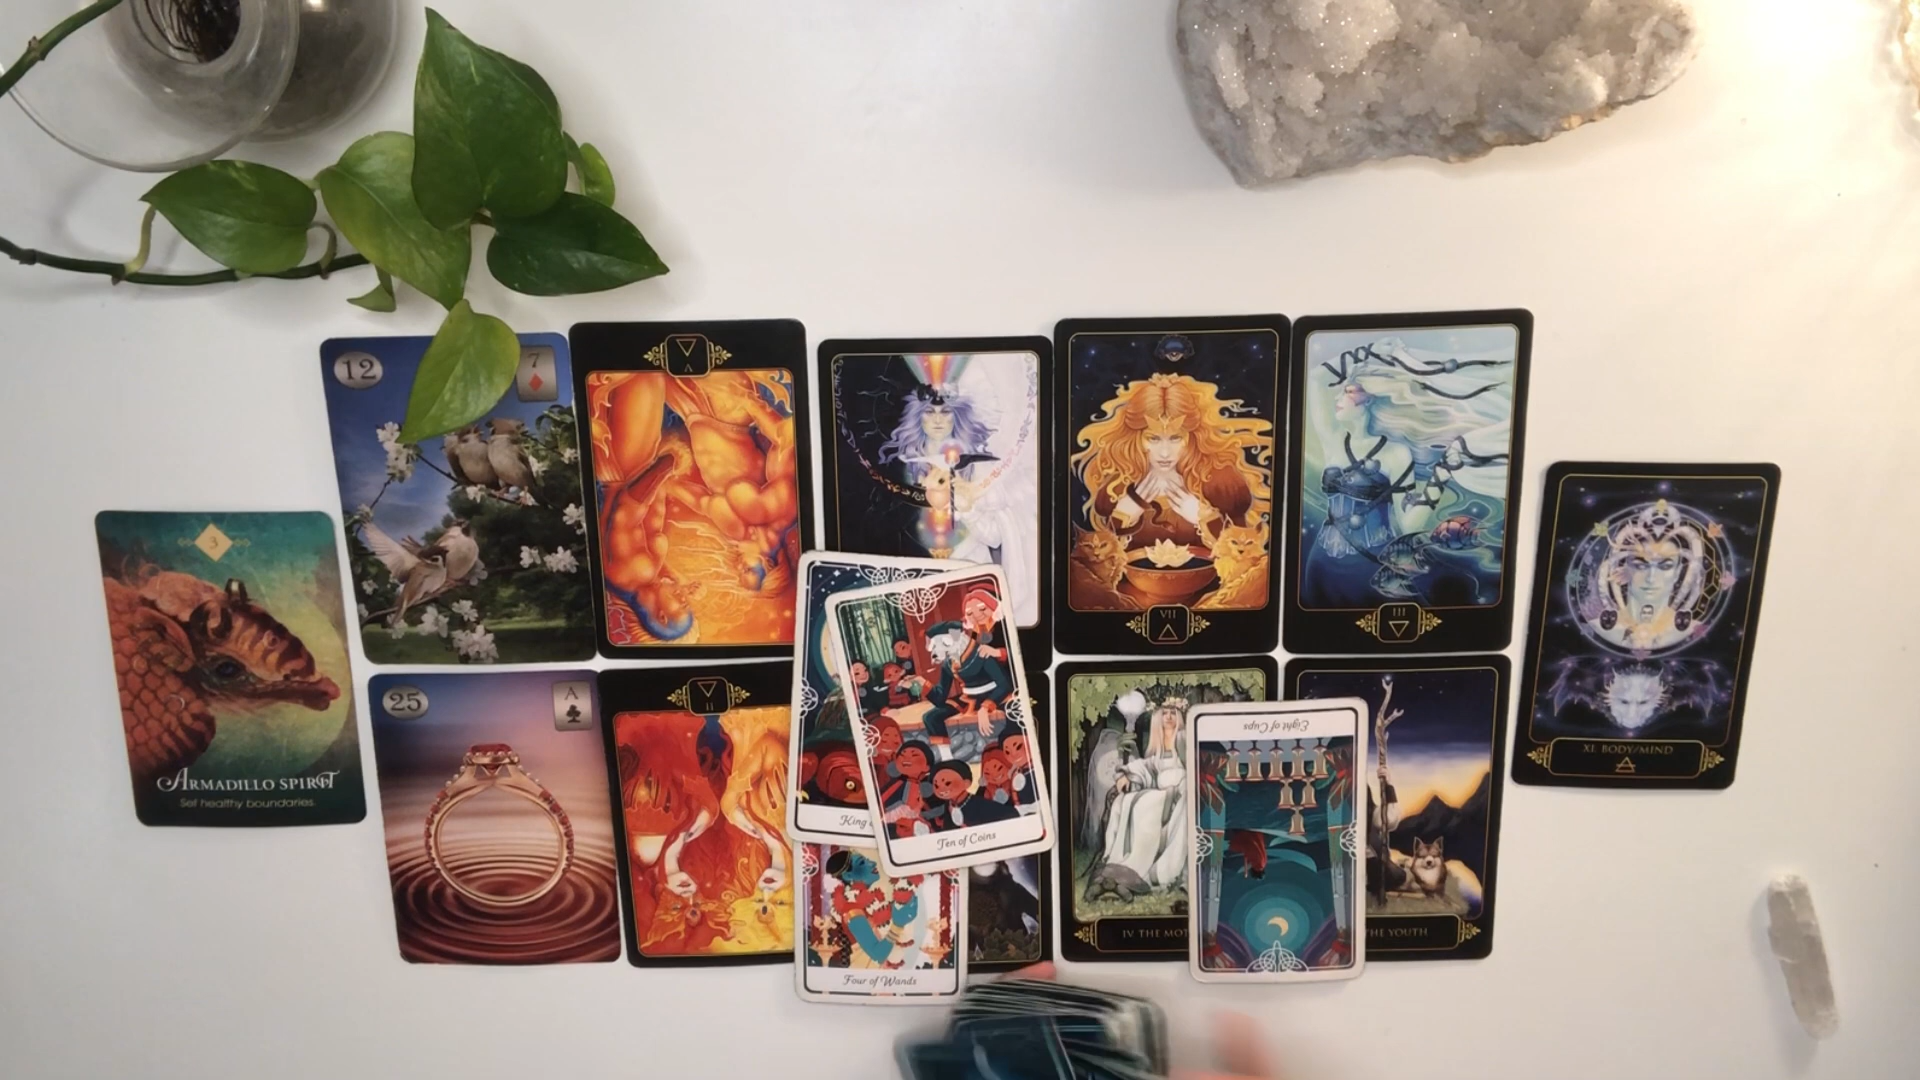 12
7
V
VII
III
3
ARMADILLO SPIRIT
Set healthy boundaries.
25
A
II
King
Ten of Coins
Four of Wands
IV THE
Eight of Cups
THE YOUTH
XI. BODY/MIND